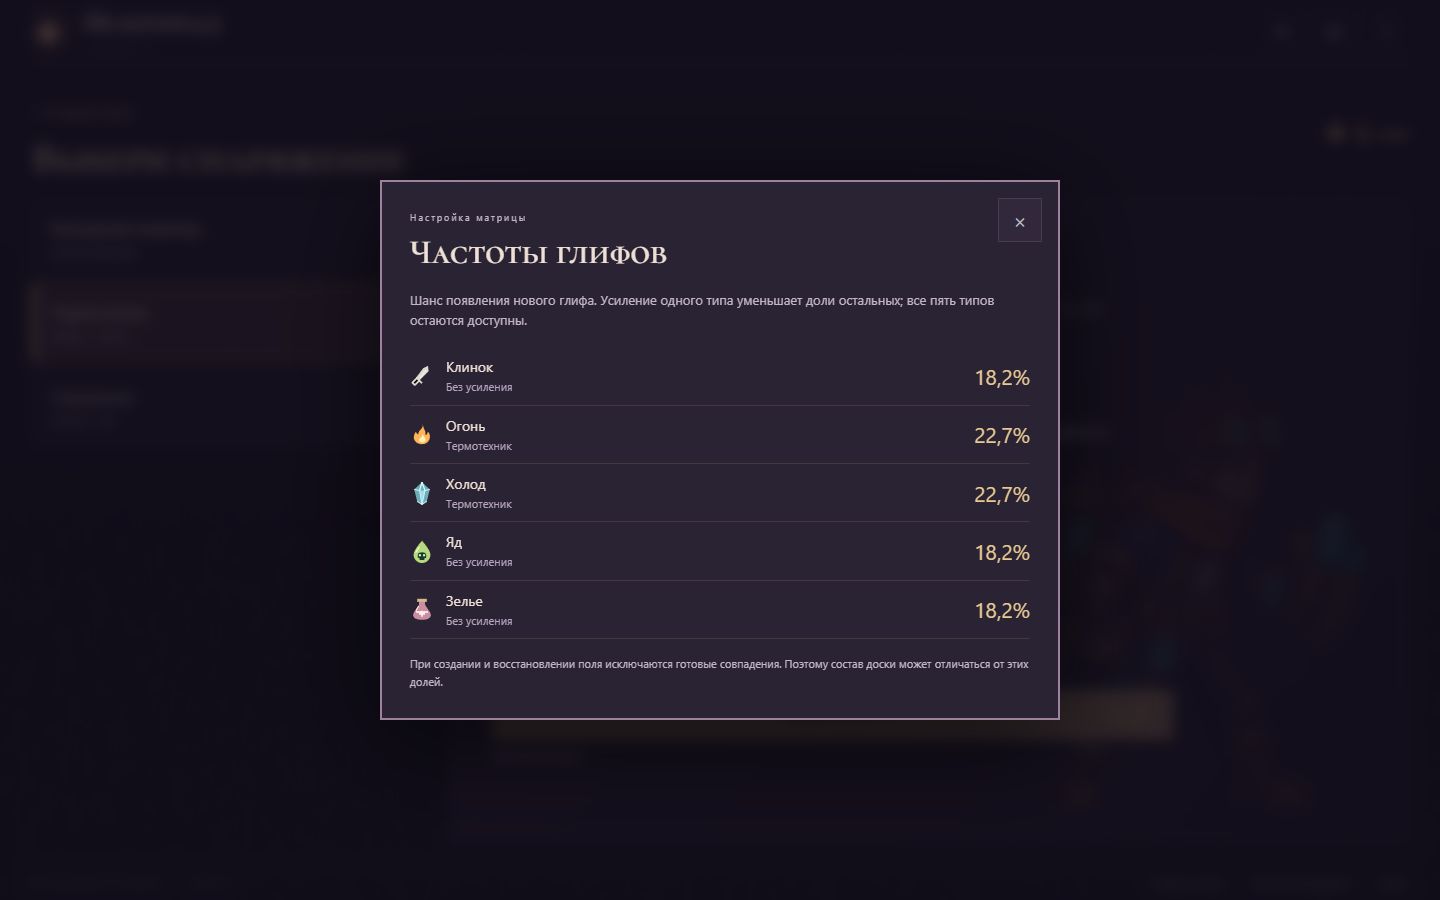 Настройка матрицы
Частоты глифов
×
Шанс появления нового глифа. Усиление одного типа уменьшает доли остальных; все пять типов
остаются доступны.
Клинок
Без усиления
18,2%
Огонь
Термотехник
22,7%
Холод
Термотехник
22,7%
Яд
Без усиления
18,2%
Зелье
Без усиления
18,2%
При создании и восстановлении поля исключаются готовые совпадения. Поэтому состав доски может отличаться от этих
долей.